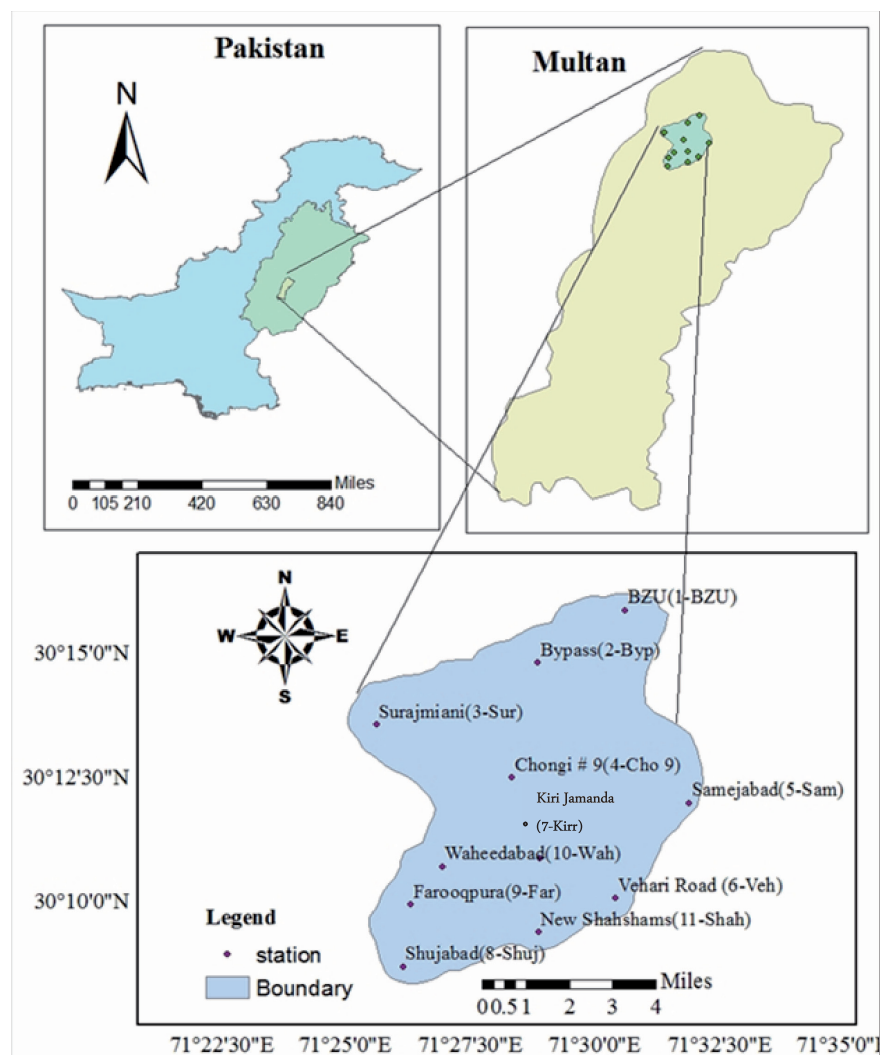 Pakistan
N
Miles
0 105 210 420 630 840
Multan
N
W E
S
BZU(1-BZU)
Bypass(2-Byp)
Surajmiani(3-Sur)
Chongi # 9(4-Cho 9)
Samejabad(5-Sam)
Kiri Jamanda
(7-Kirr)
Waheedabad(10-Wah)
Farooqpura(9-Far)
Vehari Road (6-Veh)
New Shahshams(11-Shah)
Shujabad(8-Shuj)
30°15'0"N
30°12'30"N
30°10'0"N
Legend
station
Boundary
Miles
0 0.5 1 2 3 4
71°22'30"E 71°25'0"E 71°27'30"E 71°30'0"E 71°32'30"E 71°35'0"E